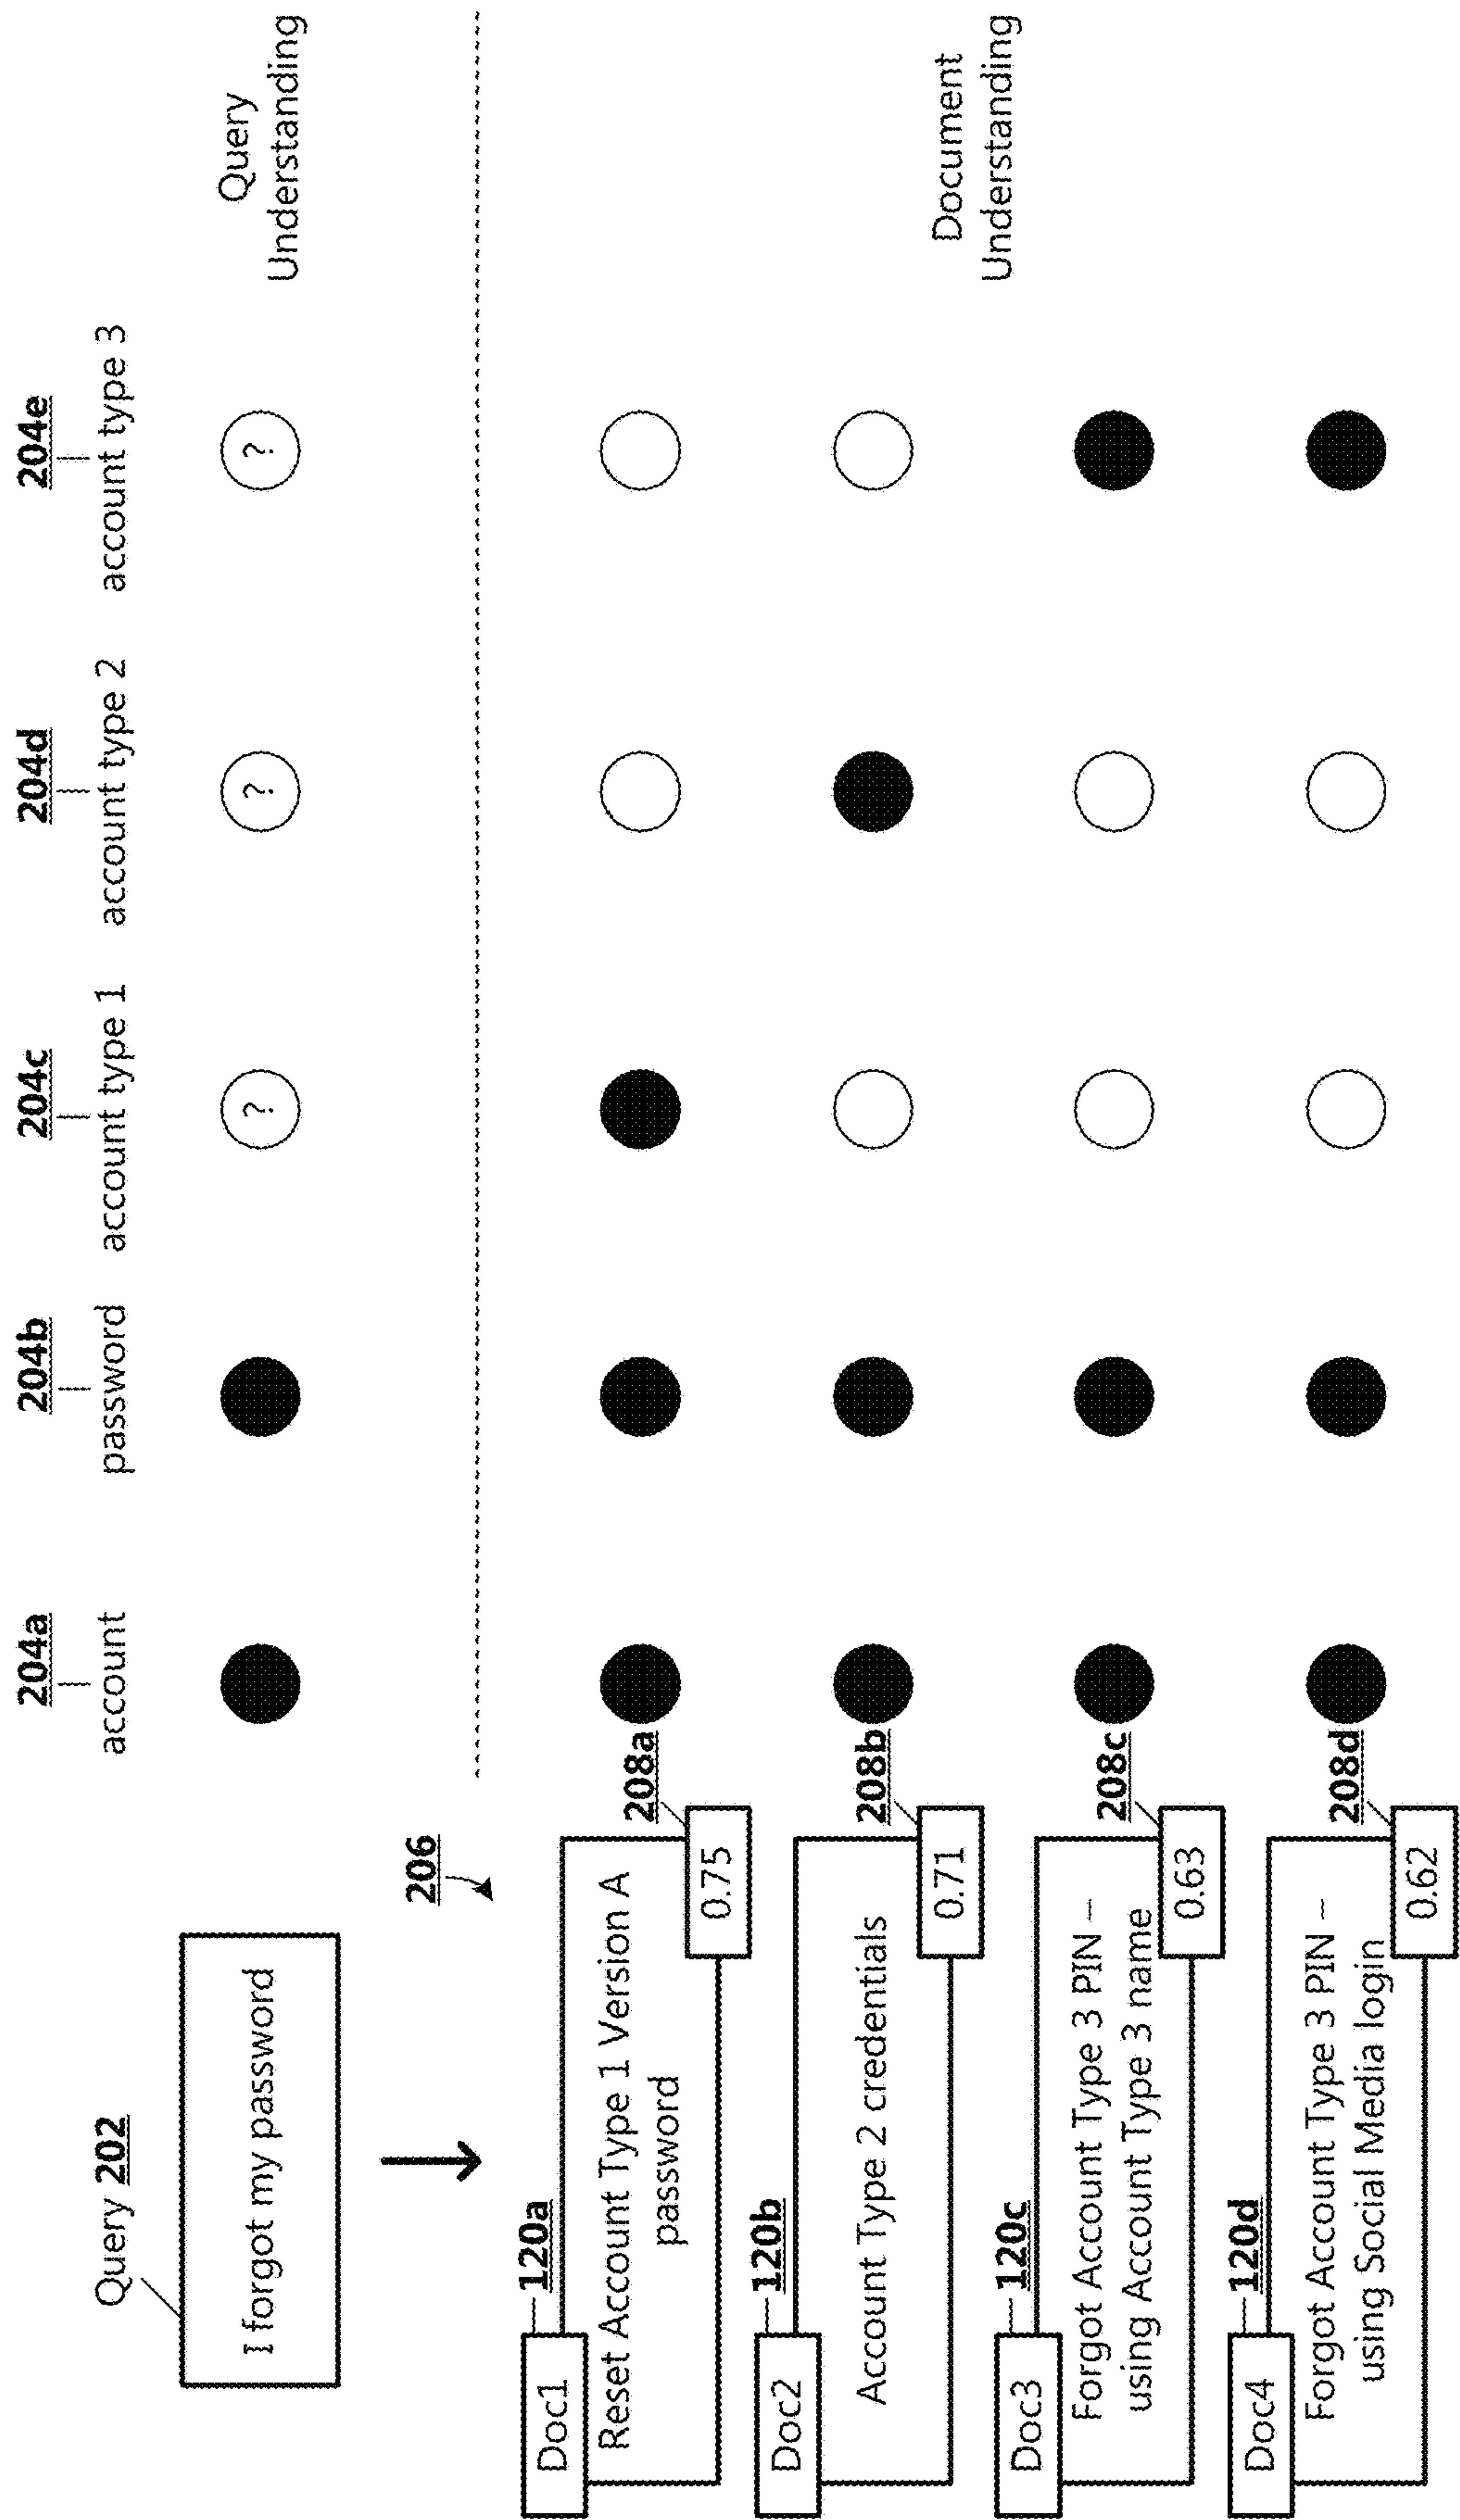 204a
204b
204c
204d
204e
account
password
account type 1
account type 2
account type 3
Query 202
I forgot my password
?
?
?
Query
Understanding
206
Doc1
120a
Reset Account Type 1 Version A
password
208a
0.75
Doc2
120b
Account Type 2 credentials
208b
0.71
Document
Understanding
Doc3
120c
Forgot Account Type 3 PIN –
using Account Type 3 name
208c
0.63
Doc4
120d
Forgot Account Type 3 PIN –
using Social Media login
208d
0.62